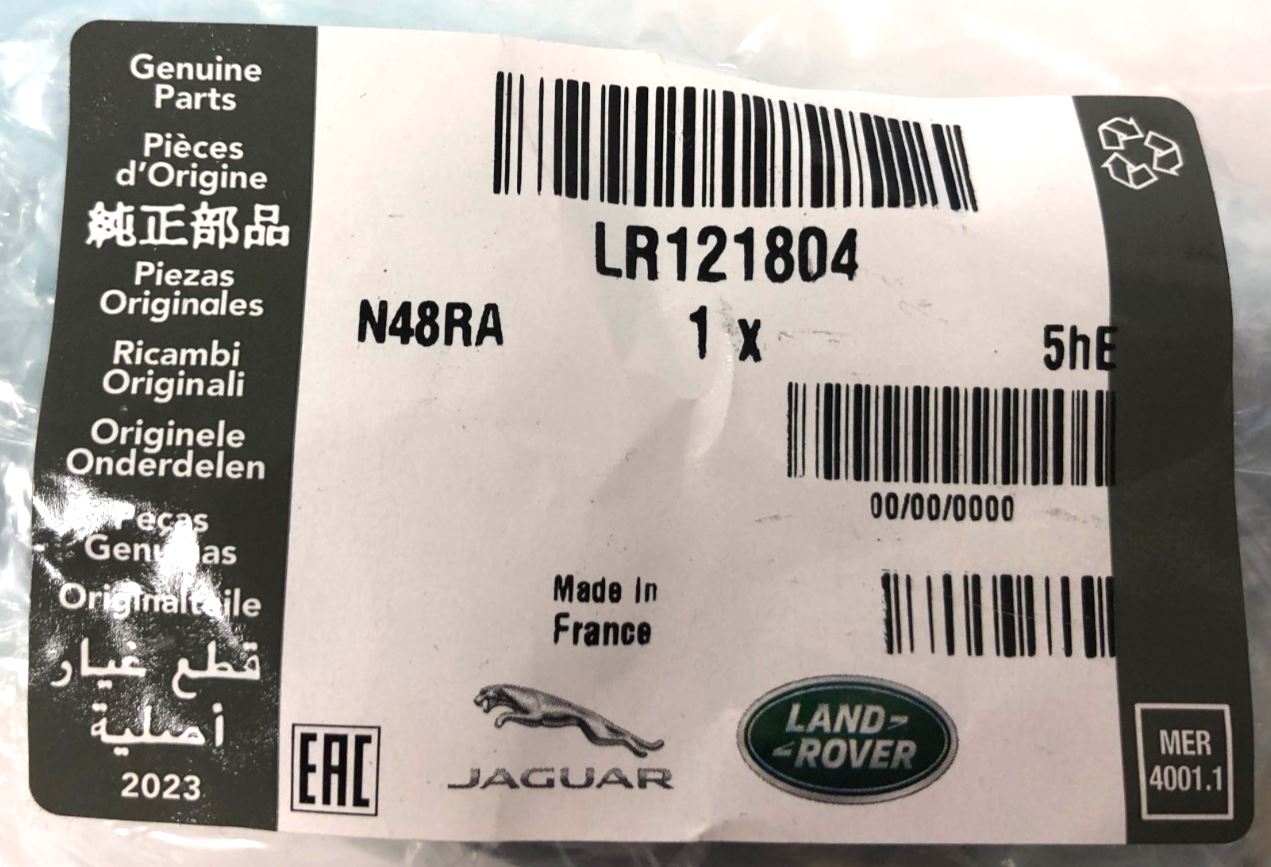 Genuine
Parts
Pièces
d'Origine
純正部品
Piezas
Originales
Ricambi
Originali
Originele
Onderdelen
Peças
Genuínas
Originalteile
قطع غيار
أصلية
2023
LR121804
N48RA 1 x 5hE
00/00/0000
Made in
France
EAC
JAGUAR
LAND-
-ROVER
MER
4001.1